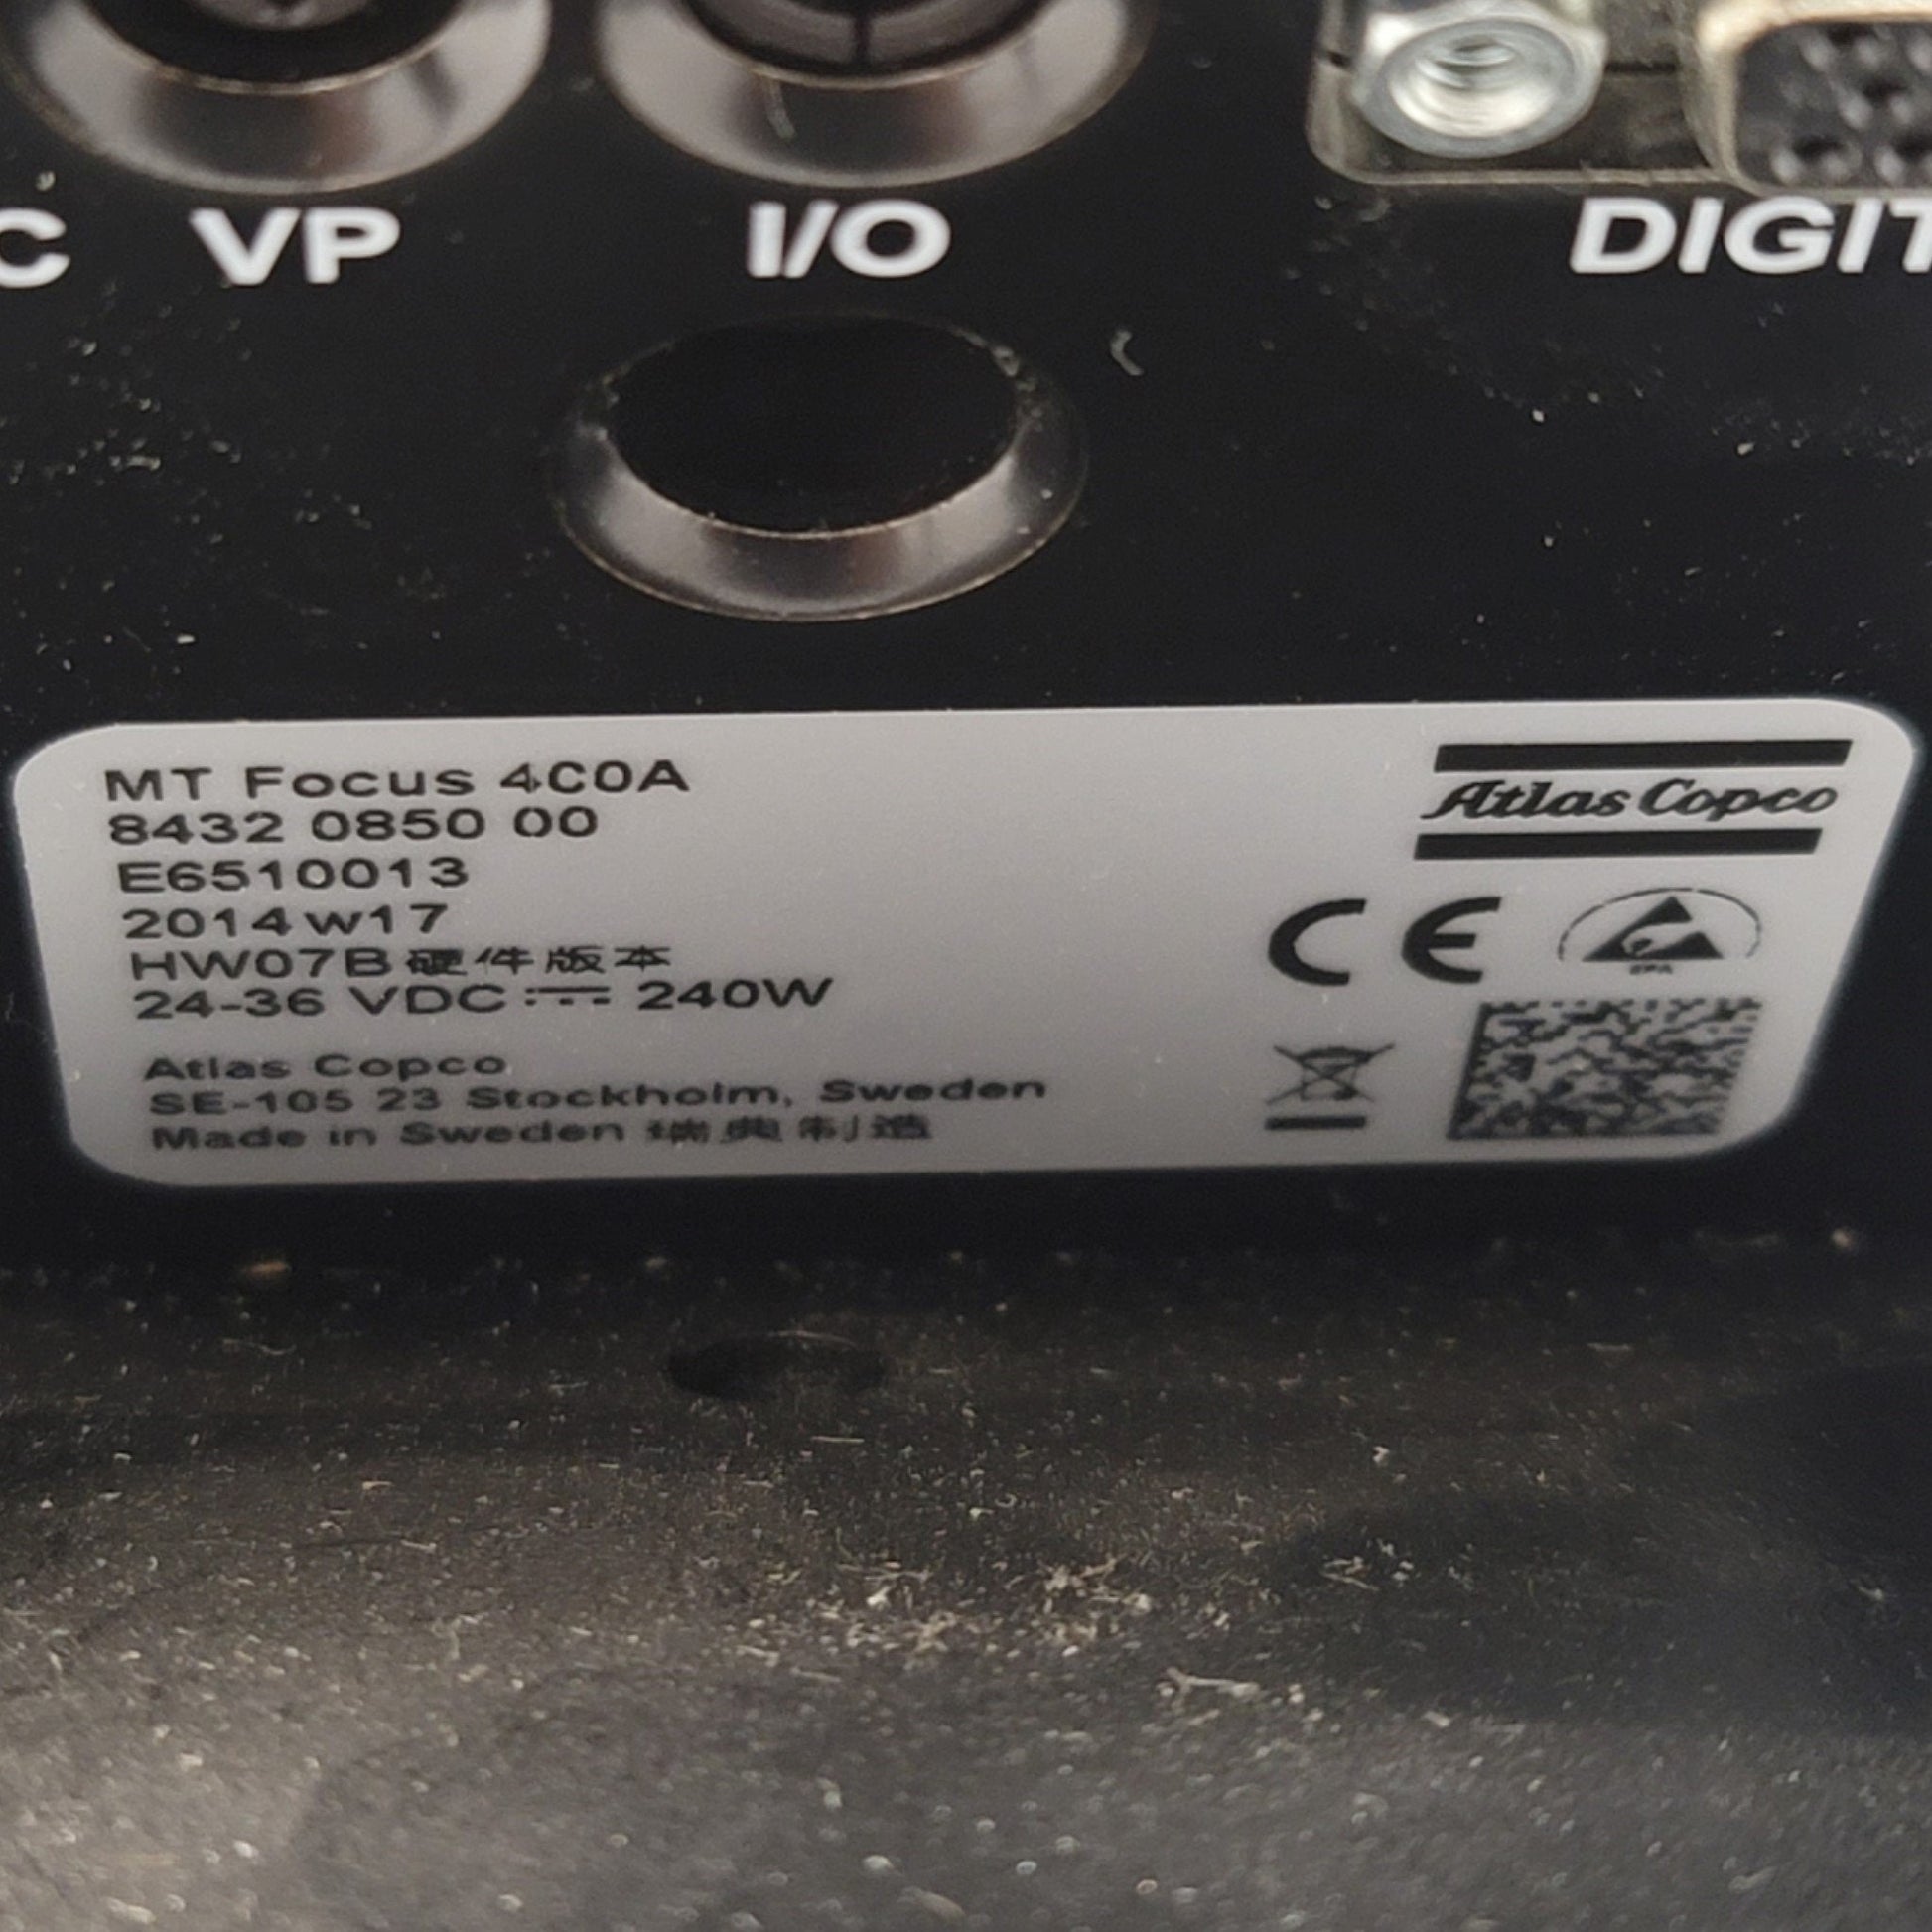 C VP I/O DIGIT
MT Focus 4C0A
8432 0850 00
E6510013
2014w17
HW07B硬件版本
24-36 VDC 240W
Atlas Copco
SE-105 23 Stockholm, Sweden
Made in Sweden 瑞典制造
Atlas Copco
CE
EPA